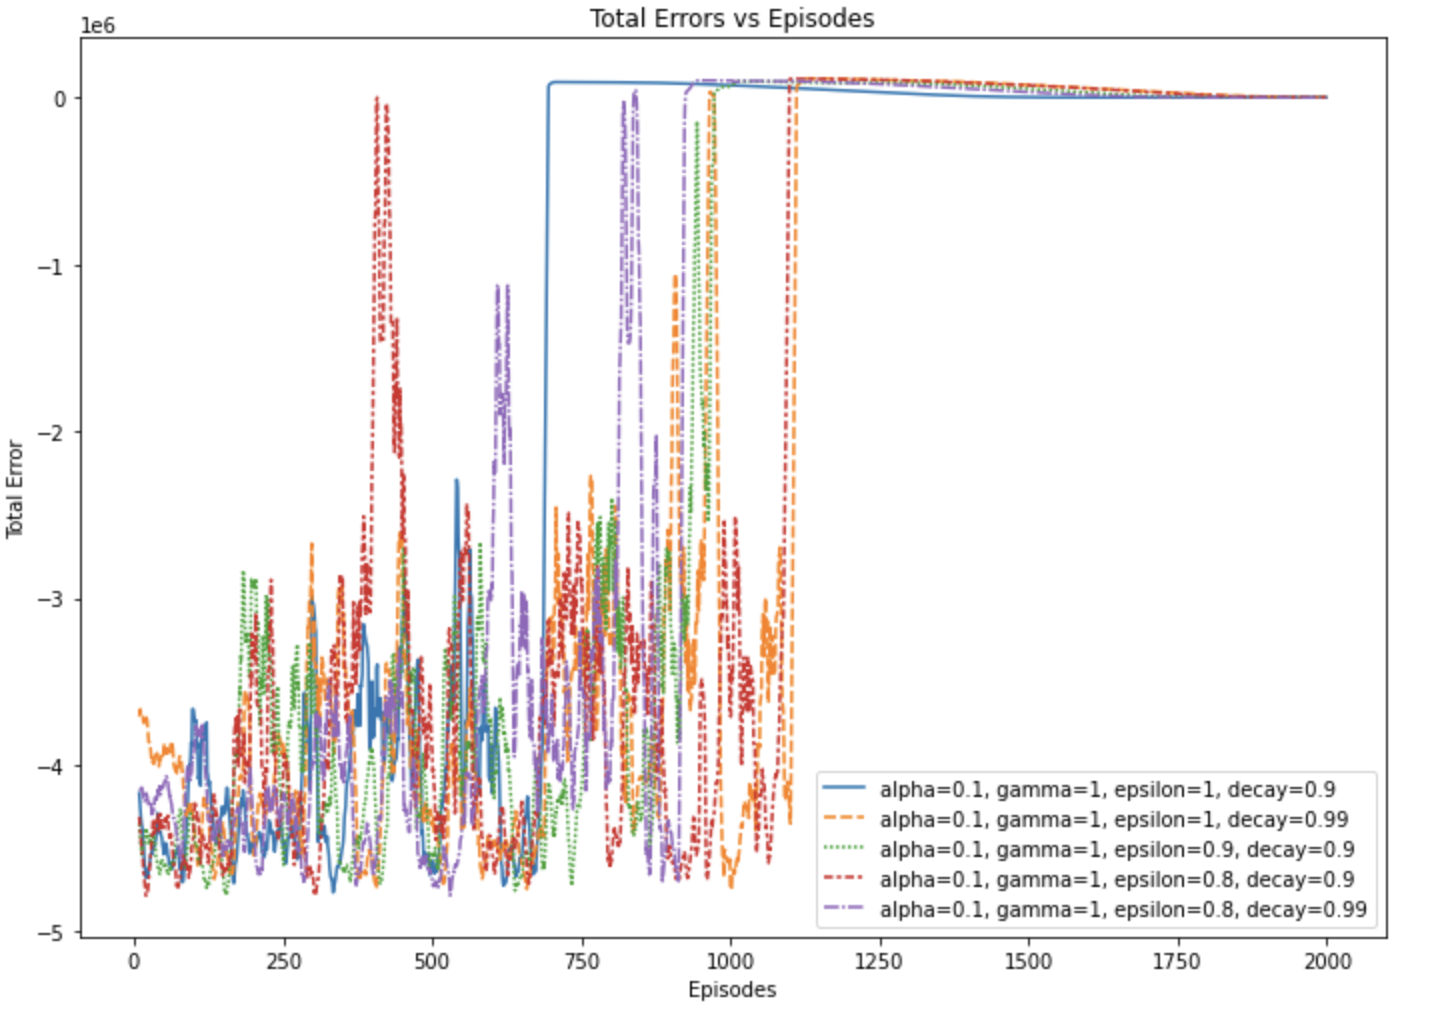 Total Errors vs Episodes
1e6
0
−1
−2
−3
−4
−5
Total Error
0 250 500 750 1000 1250 1500 1750 2000
Episodes
alpha=0.1, gamma=1, epsilon=1, decay=0.9
alpha=0.1, gamma=1, epsilon=1, decay=0.99
alpha=0.1, gamma=1, epsilon=0.9, decay=0.9
alpha=0.1, gamma=1, epsilon=0.8, decay=0.9
alpha=0.1, gamma=1, epsilon=0.8, decay=0.99